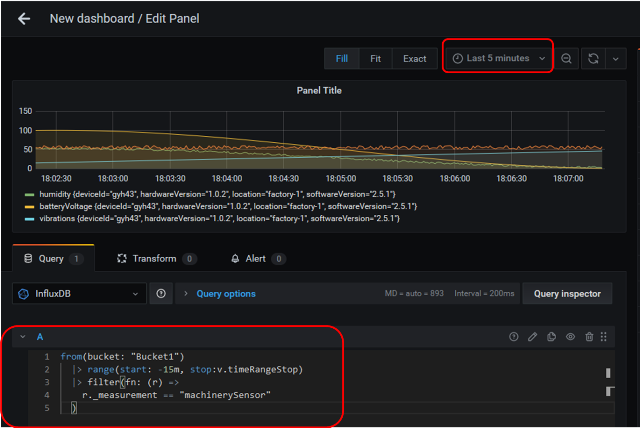 New dashboard / Edit Panel
Fill Fit Exact Last 5 minutes
Panel Title
150
100
50
0
18:02:30 18:03:00 18:03:30 18:04:00 18:04:30 18:05:00 18:05:30 18:06:00 18:06:30 18:07:00
humidity {deviceId="gyh43", hardwareVersion="1.0.2", location="factory-1", softwareVersion="2.5.1"}
batteryVoltage {deviceId="gyh43", hardwareVersion="1.0.2", location="factory-1", softwareVersion="2.5.1"}
vibrations {deviceId="gyh43", hardwareVersion="1.0.2", location="factory-1", softwareVersion="2.5.1"}
Query 1 Transform 0 Alert 0
InfluxDB Query options MD = auto = 893 Interval = 200ms Query inspector
A
1 from(bucket: "Bucket1")
2 |> range(start: -15m, stop:v.timeRangeStop)
3 |> filter(fn: (r) =>
4 r._measurement == "machinerySensor"
5 )